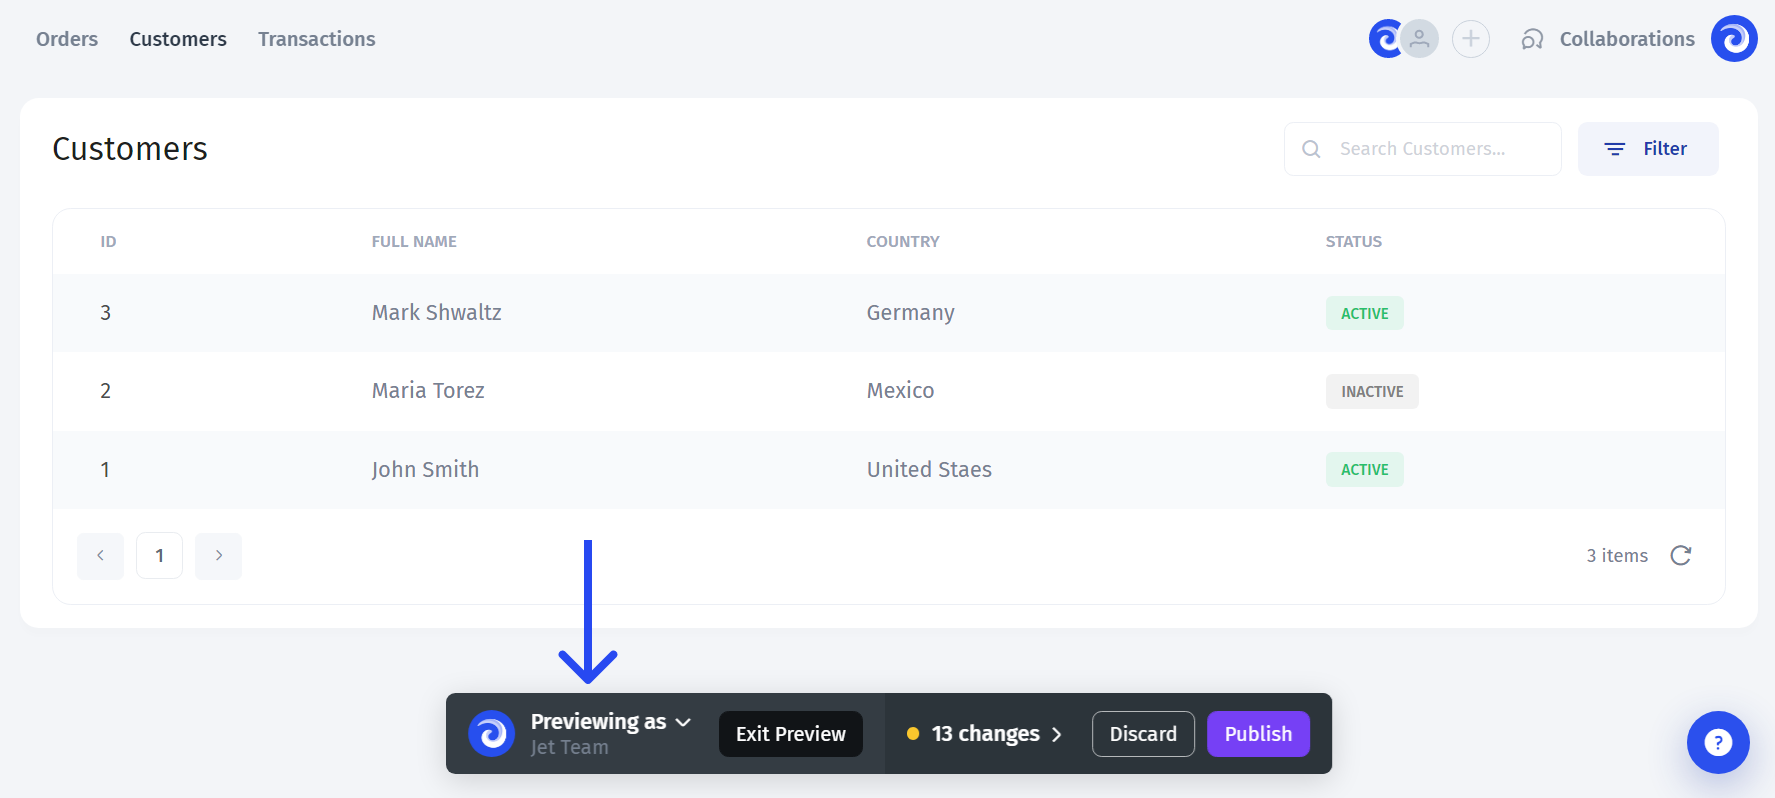 Orders Customers Transactions Collaborations
Customers Search Customers... Filter
ID FULL NAME COUNTRY STATUS
3 Mark Shwaltz Germany ACTIVE
2 Maria Torez Mexico INACTIVE
1 John Smith United Staes ACTIVE
1 3 items
Previewing as Exit Preview 13 changes Discard Publish
Jet Team
?